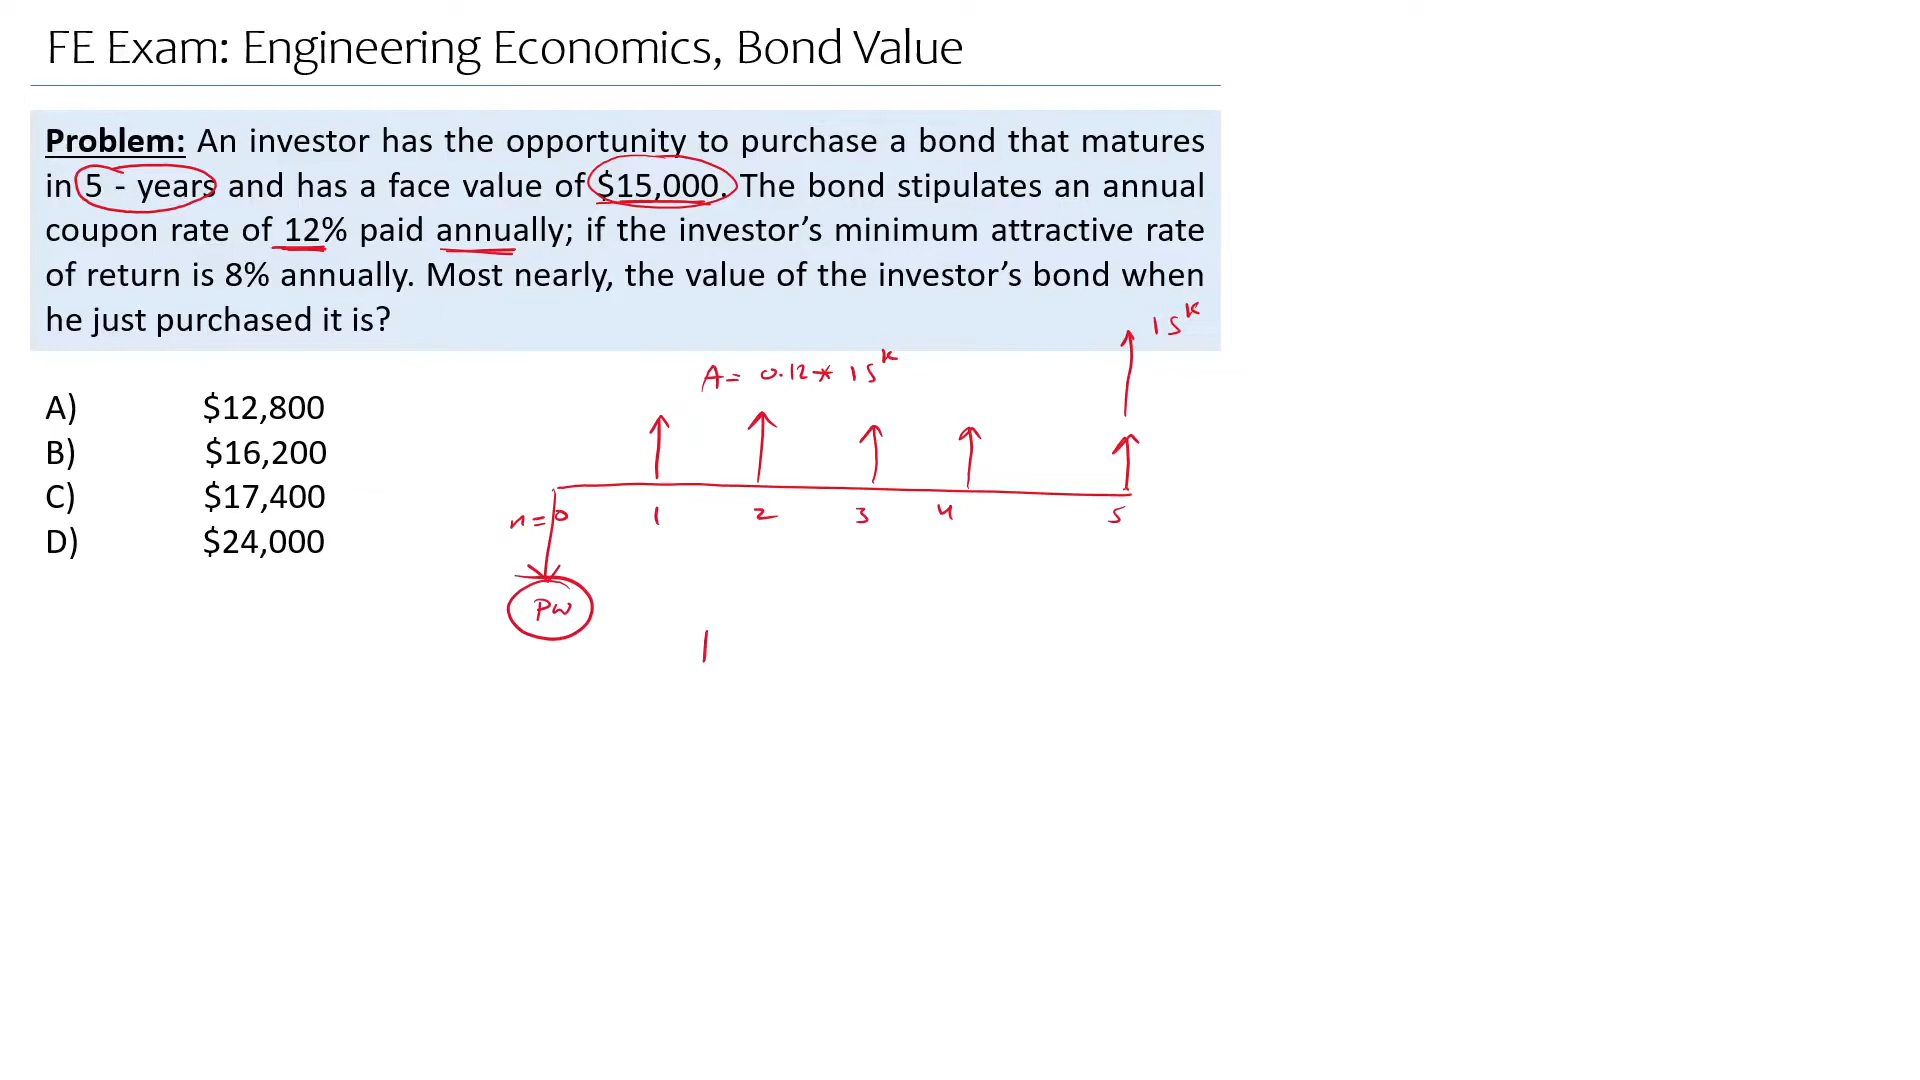 FE Exam: Engineering Economics, Bond Value
Problem: An investor has the opportunity to purchase a bond that matures
in 5 - years and has a face value of $15,000. The bond stipulates an annual
coupon rate of 12% paid annually; if the investor’s minimum attractive rate
of return is 8% annually. Most nearly, the value of the investor’s bond when
he just purchased it is?
15k
A= 0.12* 15k
A) $12,800
B) $16,200
C) $17,400
D) $24,000
n=0 1 2 3 4 5
PW